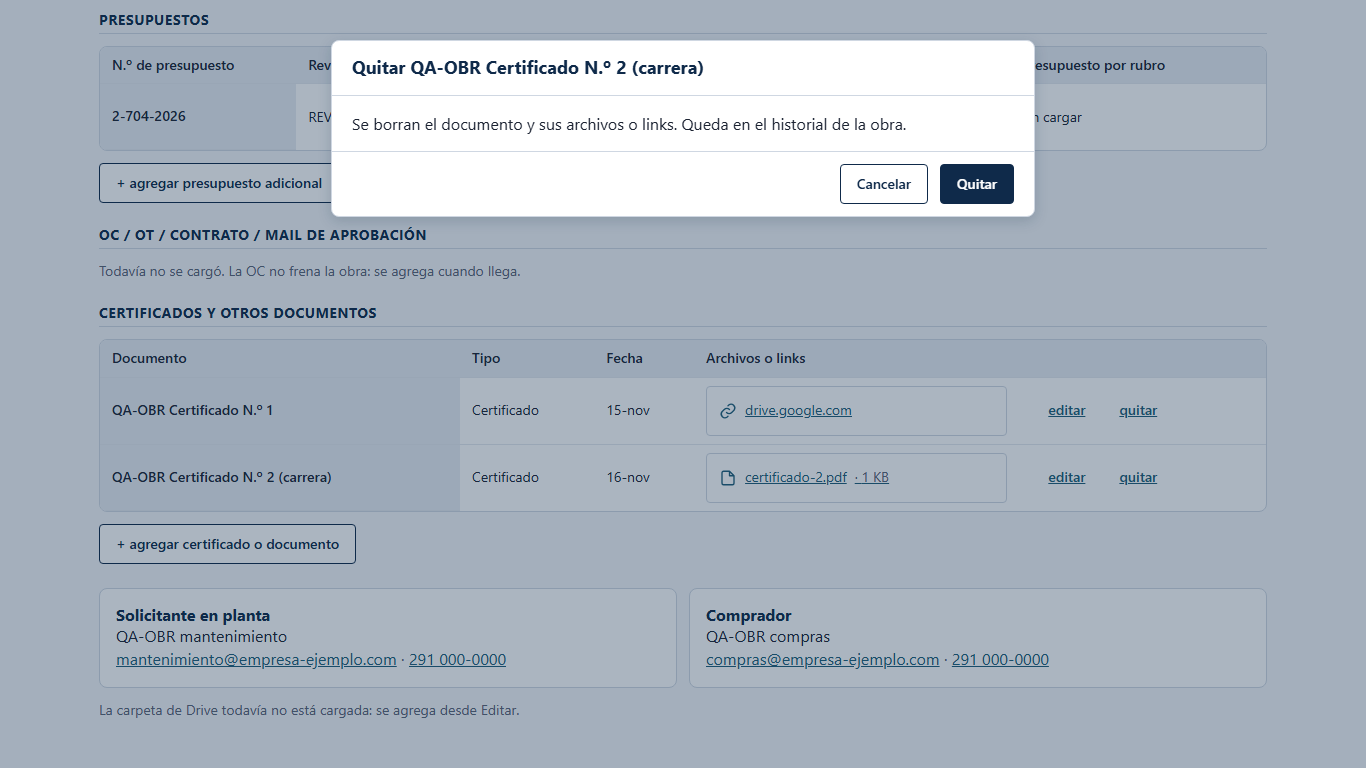 PRESUPUESTOS
Quitar QA-OBR Certificado N.º 2 (carrera)
N.º de presupuesto
Se borran el documento y sus archivos o links. Queda en el historial de la obra.
2-704-2026
cargar
Cancelar
Quitar
+ agregar presupuesto adicional
OC / OT / CONTRATO / MAIL DE APROBACIÓN
Todavía no se cargó. La OC no frena la obra: se agrega cuando llega.
CERTIFICADOS Y OTROS DOCUMENTOS
Documento Tipo Fecha Archivos o links
QA-OBR Certificado N.º 1 Certificado 15-nov drive.google.com editar quitar
QA-OBR Certificado N.º 2 (carrera) Certificado 16-nov certificado-2.pdf · 1 KB editar quitar
+ agregar certificado o documento
Solicitante en planta
QA-OBR mantenimiento
mantenimiento@empresa-ejemplo.com · 291 000-0000
Comprador
QA-OBR compras
compras@empresa-ejemplo.com · 291 000-0000
La carpeta de Drive todavía no está cargada: se agrega desde Editar.